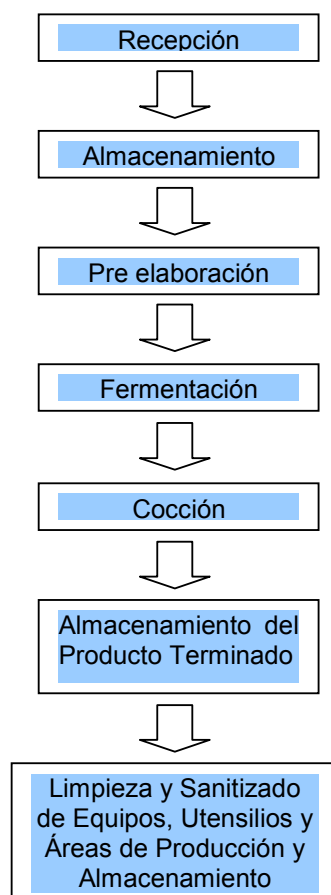 Recepción
Almacenamiento
Pre elaboración
Fermentación
Cocción
Almacenamiento del
Producto Terminado
Limpieza y Sanitizado
de Equipos, Utensilios y
Áreas de Producción y
Almacenamiento